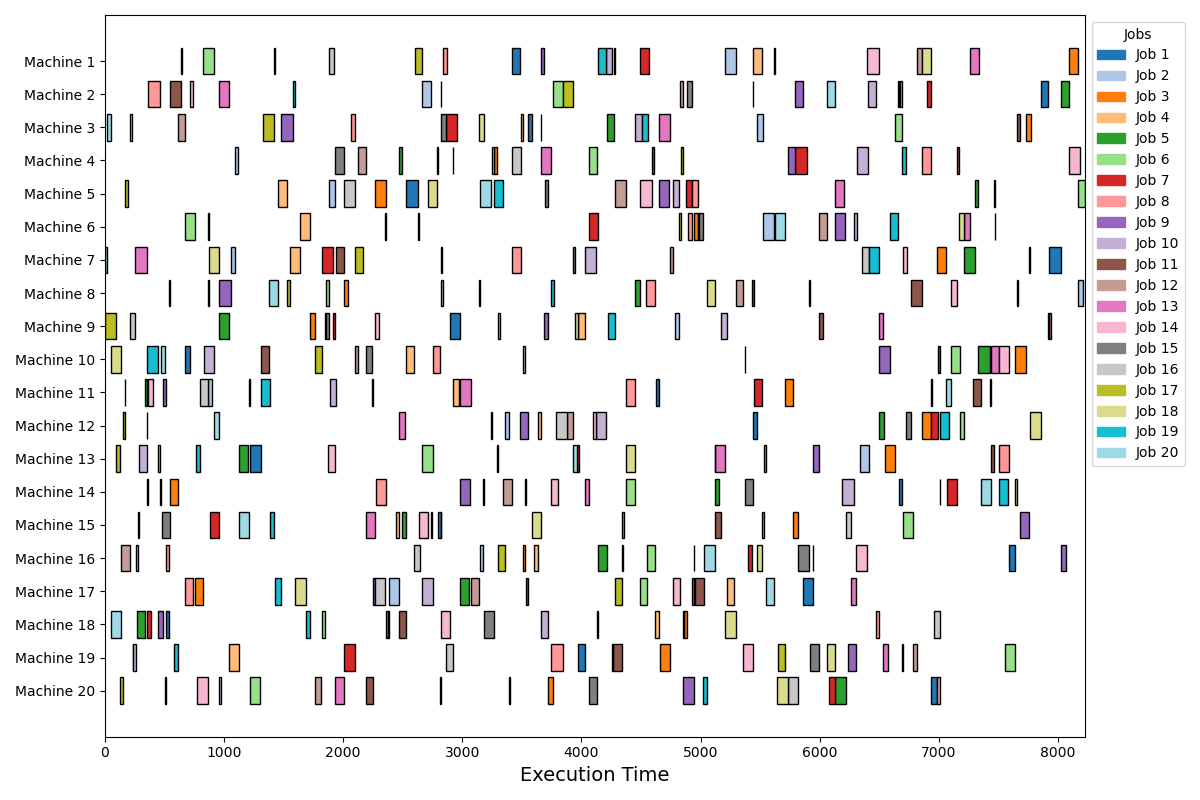 Machine 1
Machine 2
Machine 3
Machine 4
Machine 5
Machine 6
Machine 7
Machine 8
Machine 9
Machine 10
Machine 11
Machine 12
Machine 13
Machine 14
Machine 15
Machine 16
Machine 17
Machine 18
Machine 19
Machine 20
0 1000 2000 3000 4000 5000 6000 7000 8000
Execution Time
Jobs
Job 1
Job 2
Job 3
Job 4
Job 5
Job 6
Job 7
Job 8
Job 9
Job 10
Job 11
Job 12
Job 13
Job 14
Job 15
Job 16
Job 17
Job 18
Job 19
Job 20